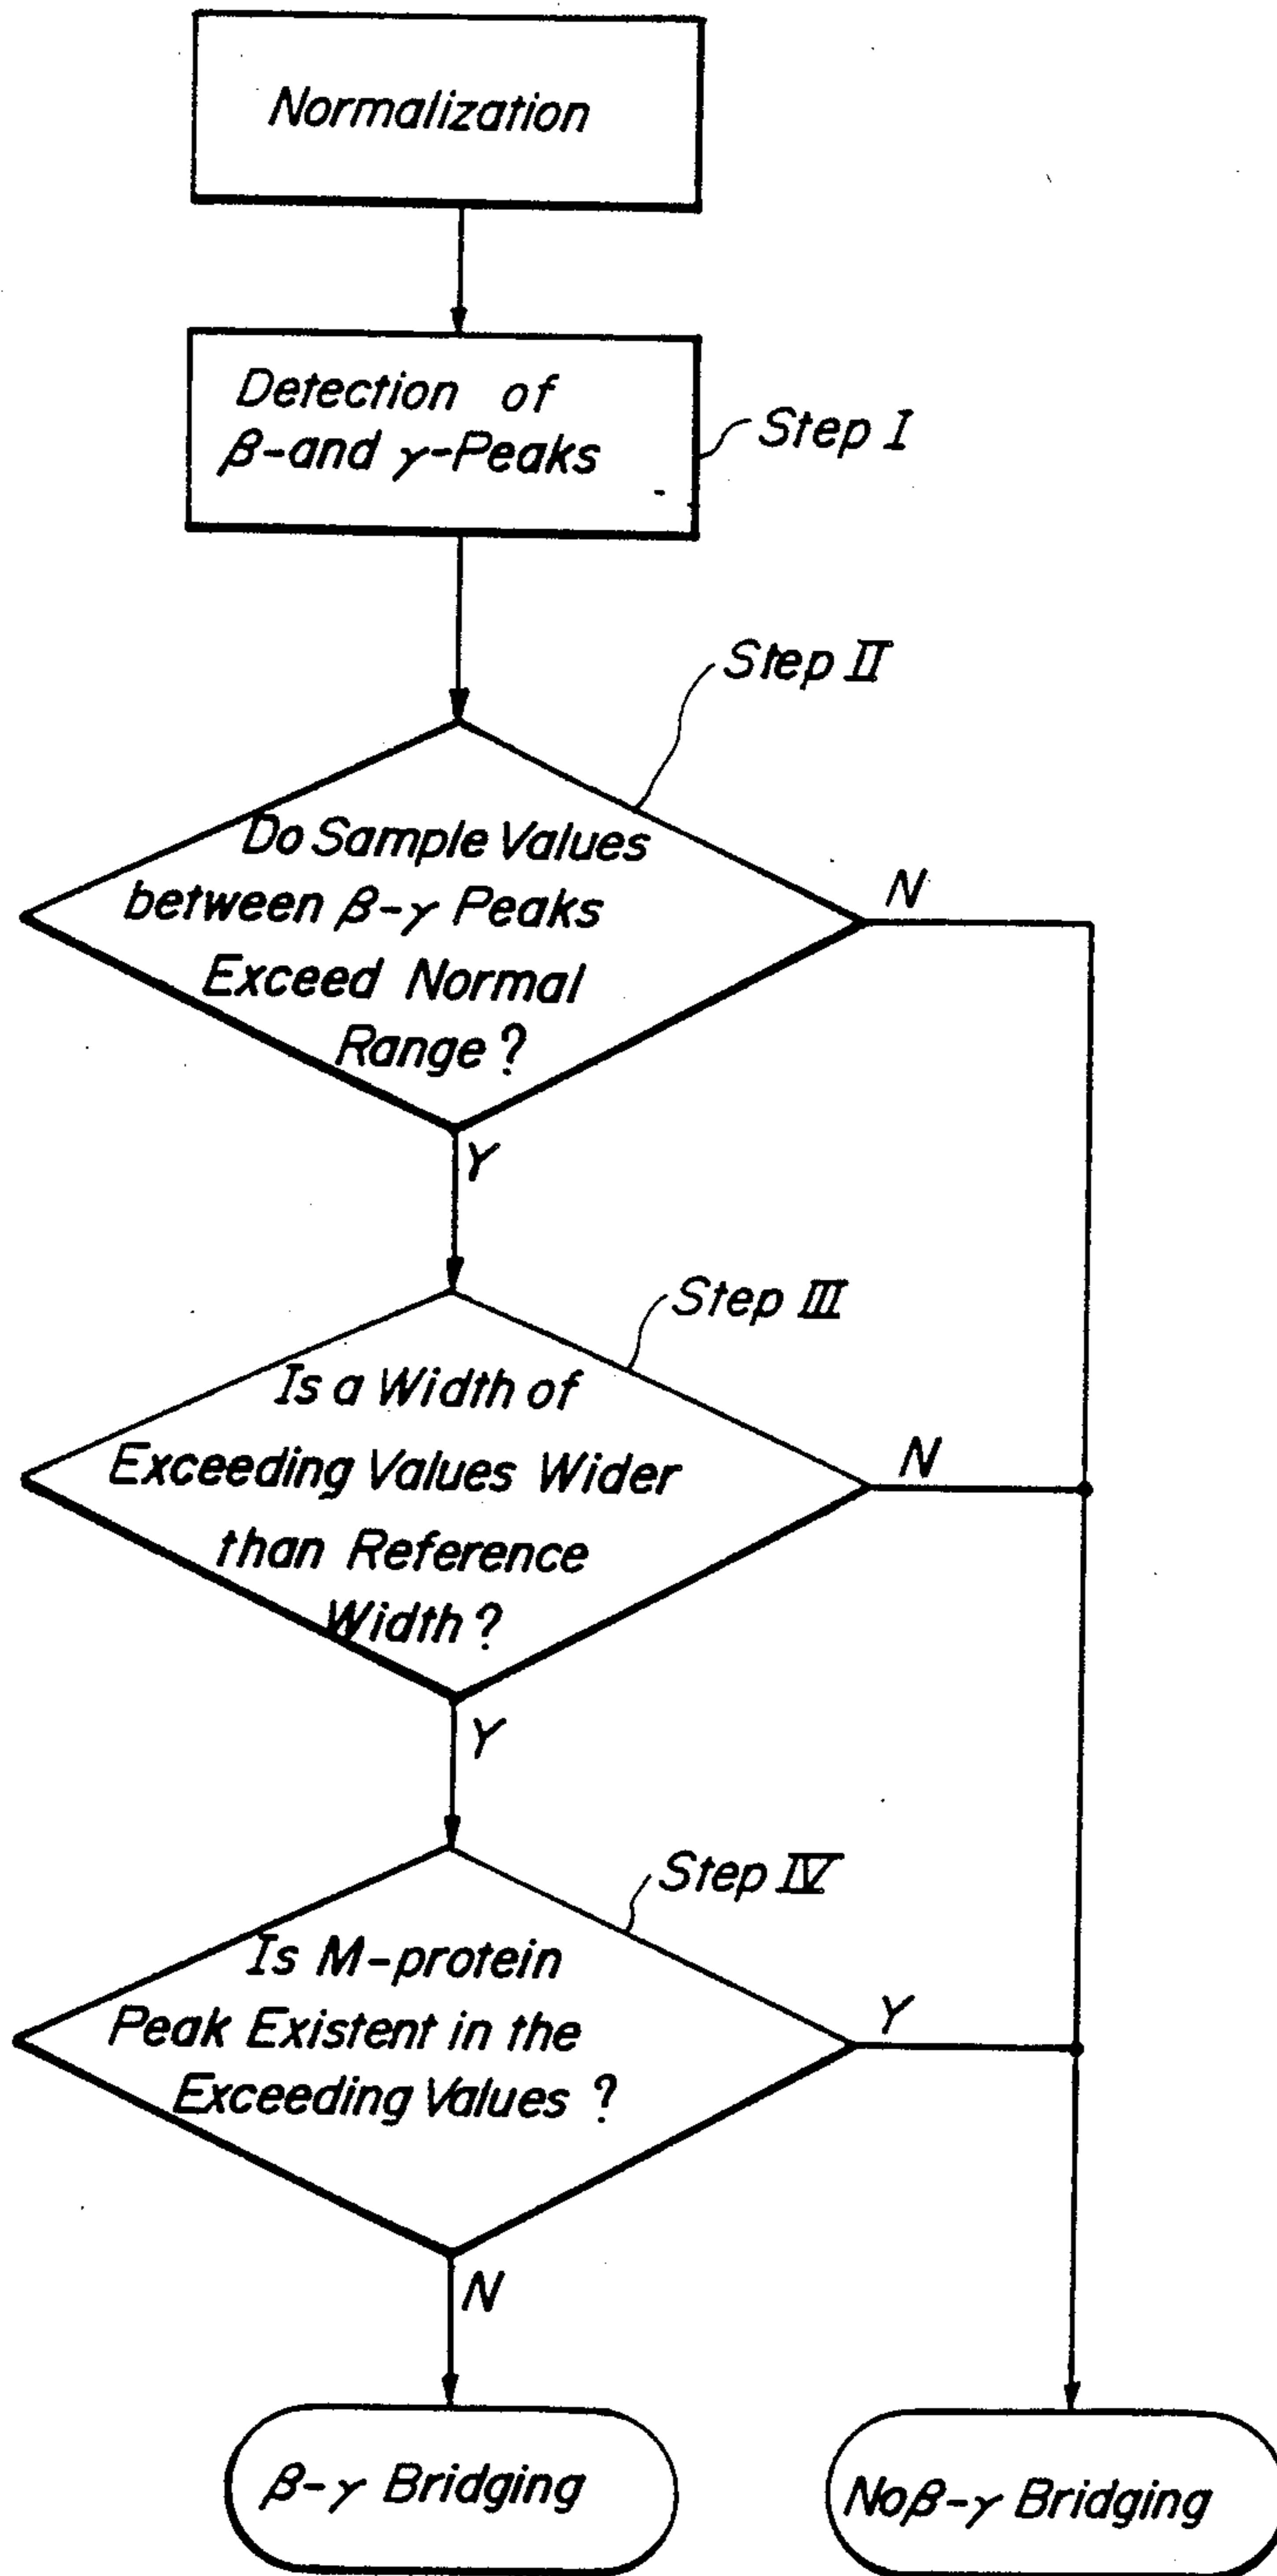 Normalization
Detection of
β-and γ-Peaks
Step I
Step II
Do Sample Values
between β-γ Peaks
Exceed Normal
Range?
N
Y
Step III
Is a Width of
Exceeding Values Wider
than Reference
Width?
N
Y
Step IV
Is M-protein
Peak Existent in the
Exceeding Values?
Y
N
β-γ Bridging
Noβ-γ Bridging